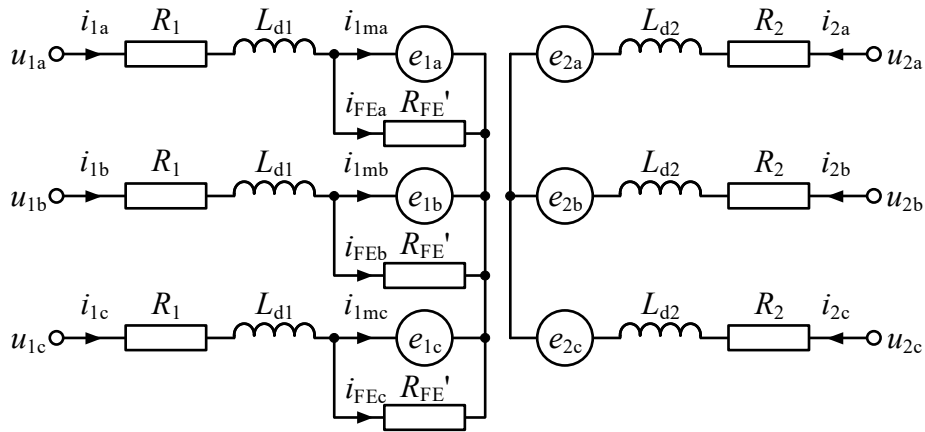 i1a R1 Ld1 i1ma Ld2 R2 i2a
u1a e1a e2a u2a
iFEa RFE'
i1b R1 Ld1 i1mb Ld2 R2 i2b
u1b e1b e2b u2b
iFEb RFE'
i1c R1 Ld1 i1mc Ld2 R2 i2c
u1c e1c e2c u2c
iFEc RFE'